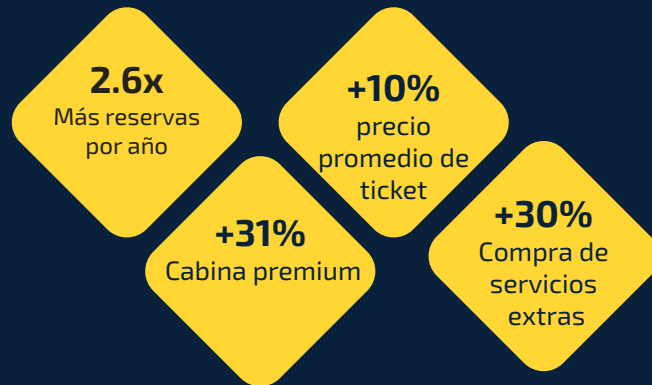 2.6x
Más reservas
por año
+10%
precio
promedio de
ticket
+31%
Cabina premium
+30%
Compra de
servicios
extras